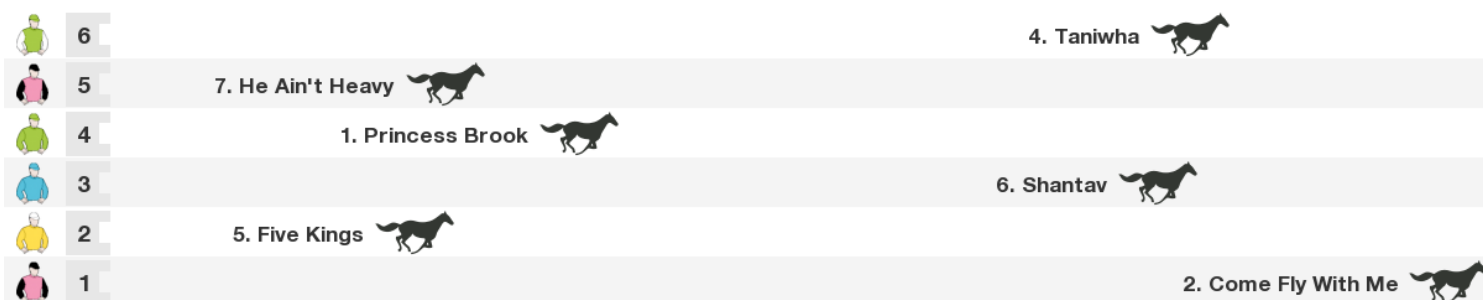 6 4. Taniwha
5 7. He Ain't Heavy
4 1. Princess Brook
3 6. Shantav
2 5. Five Kings
1 2. Come Fly With Me